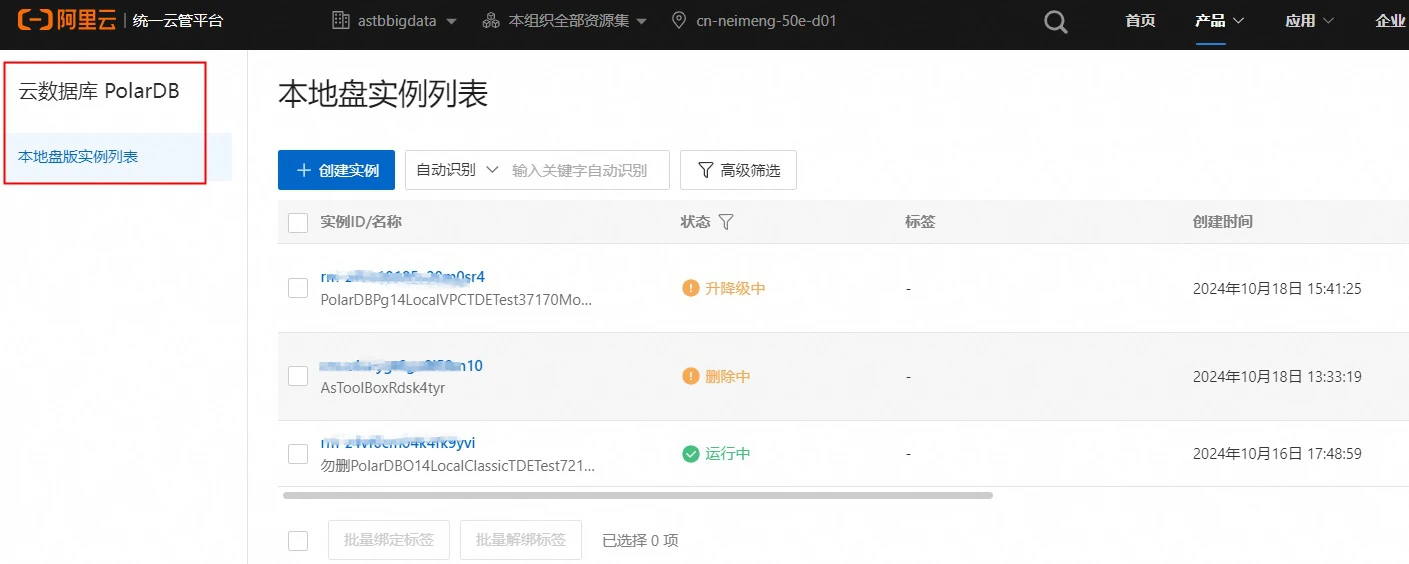 阿里云 | 统一云管平台 astbbigdata 本组织全部资源集 cn-neimeng-50e-d01 首页 产品 应用 企业
云数据库 PolarDB
本地盘版实例列表
本地盘实例列表
创建实例 自动识别 输入关键字自动识别 高级筛选
实例ID/名称 状态 标签 创建时间
PolarDBPg14LocalVPCTDETest37170Mo... 升降级中 - 2024年10月18日 15:41:25
AsToolBoxRdsk4tyr 删除中 - 2024年10月18日 13:33:19
勿删PolarDBO14LocalClassicTDETest721... 运行中 - 2024年10月16日 17:48:59
批量绑定标签 批量解绑标签 已选择 0 项